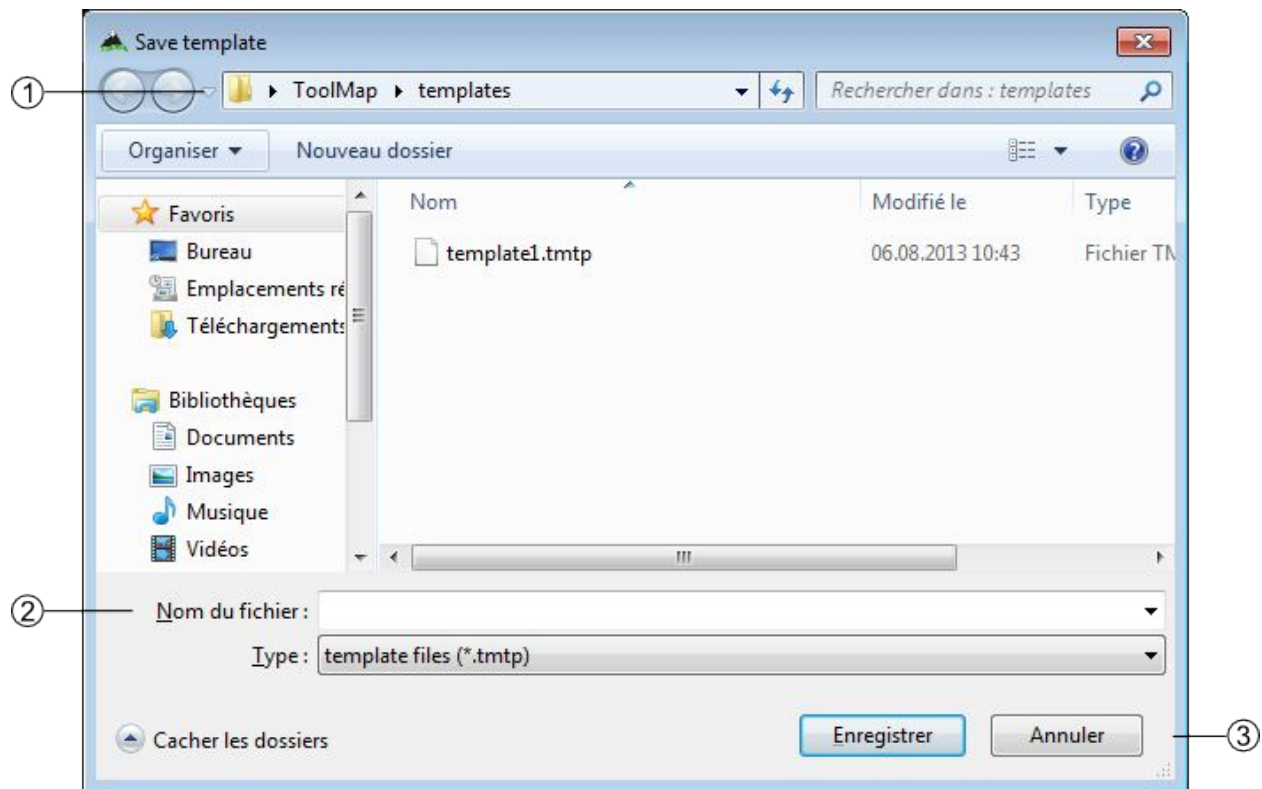 Save template
① ToolMap templates Rechercher dans : templates
Organiser Nouveau dossier
Nom Modifié le Type
Favoris
Bureau template1.tmtp 06.08.2013 10:43 Fichier TM
Emplacements ré
Téléchargements
Bibliothèques
Documents
Images
Musique
Vidéos
② Nom du fichier :
Type : template files (*.tmtp)
Cacher les dossiers Enregistrer Annuler ③